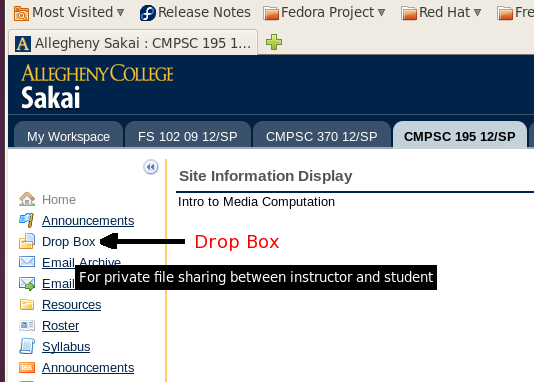 Most Visited Release Notes Fedora Project Red Hat Fre
Allegheny Sakai : CMPSC 195 1...
ALLEGHENY COLLEGE
Sakai
My Workspace FS 102 09 12/SP CMPSC 370 12/SP CMPSC 195 12/SP
Site Information Display
Intro to Media Computation
Home
Announcements
Drop Box Drop Box
Email Archive
For private file sharing between instructor and student
Email
Resources
Roster
Syllabus
Announcements